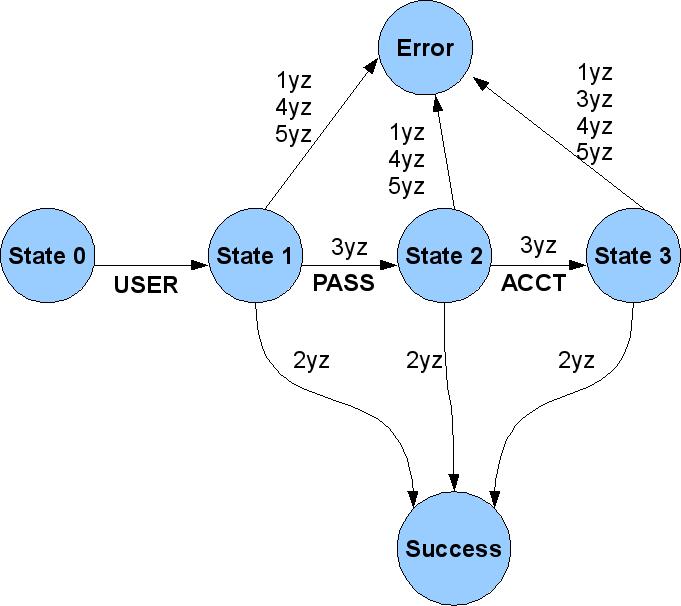 Error
1yz
4yz
5yz
1yz
4yz
5yz
1yz
3yz
4yz
5yz
State 0
USER
State 1
3yz
PASS
State 2
3yz
ACCT
State 3
2yz
2yz
2yz
Success